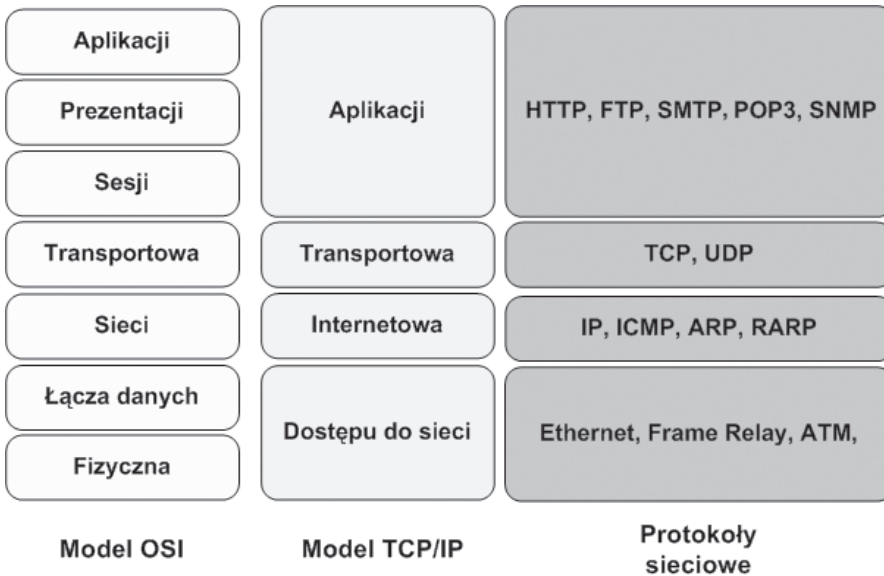 Aplikacji
Prezentacji
Sesji
Transportowa
Sieci
Łącza danych
Fizyczna
Model OSI
Aplikacji
Transportowa
Internetowa
Dostępu do sieci
Model TCP/IP
HTTP, FTP, SMTP, POP3, SNMP
TCP, UDP
IP, ICMP, ARP, RARP
Ethernet, Frame Relay, ATM,
Protokoły
sieciowe